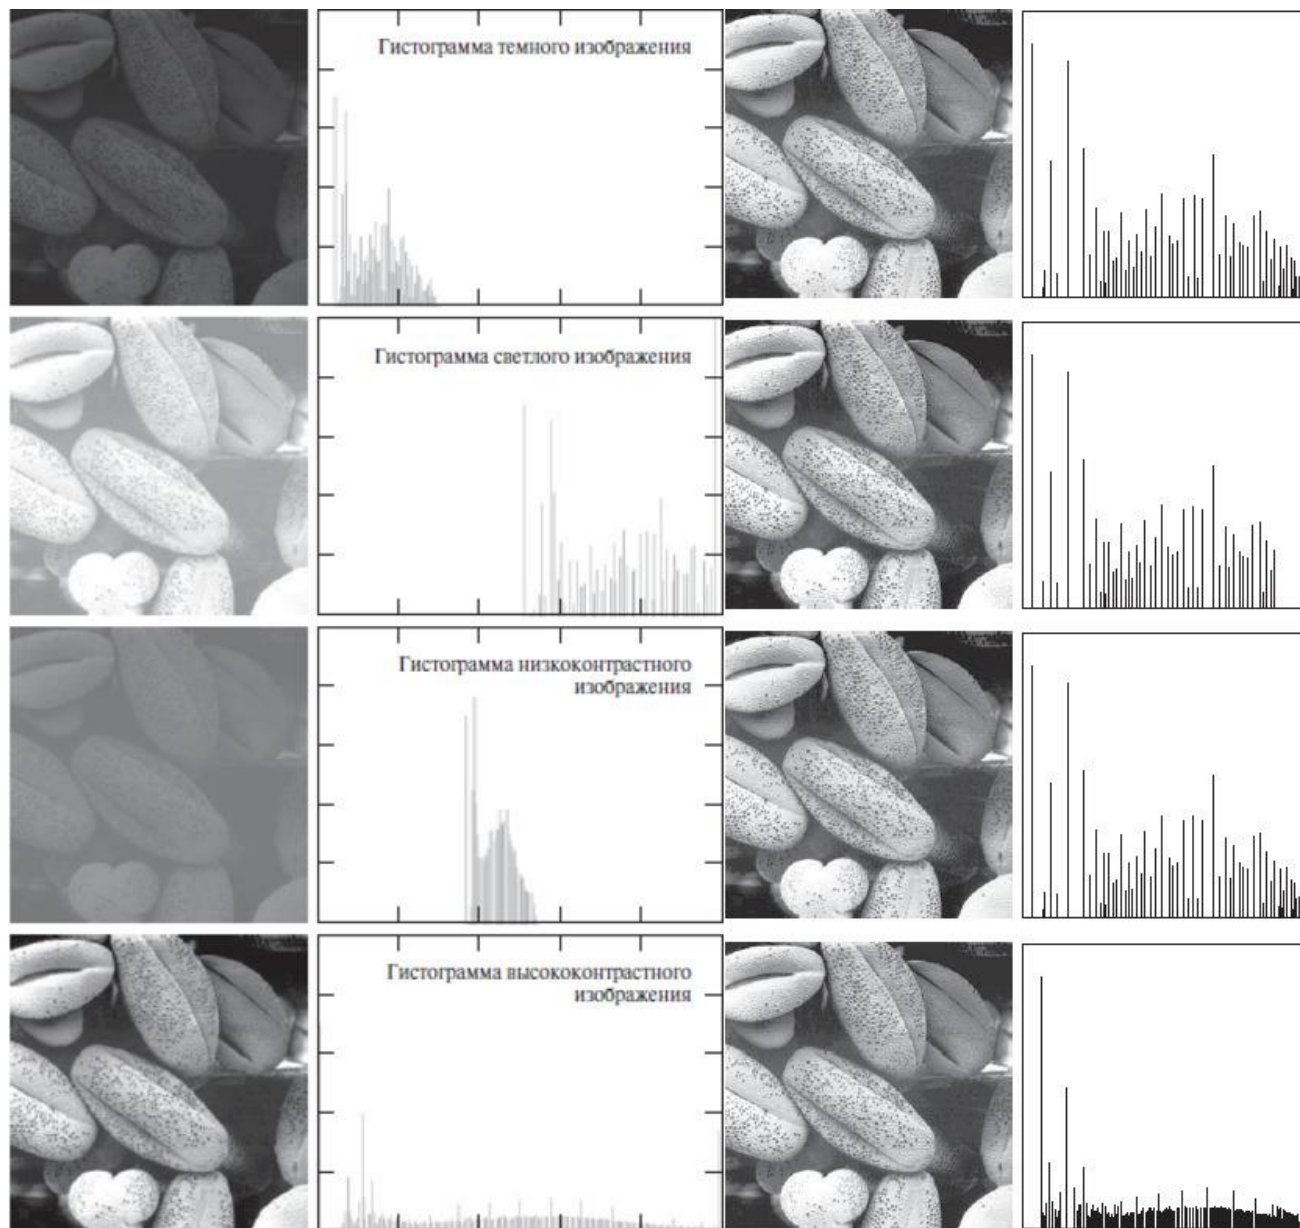 Гистограмма темного изображения
Гистограмма светлого изображения
Гистограмма низкоконтрастного
изображения
Гистограмма высококонтрастного
изображения